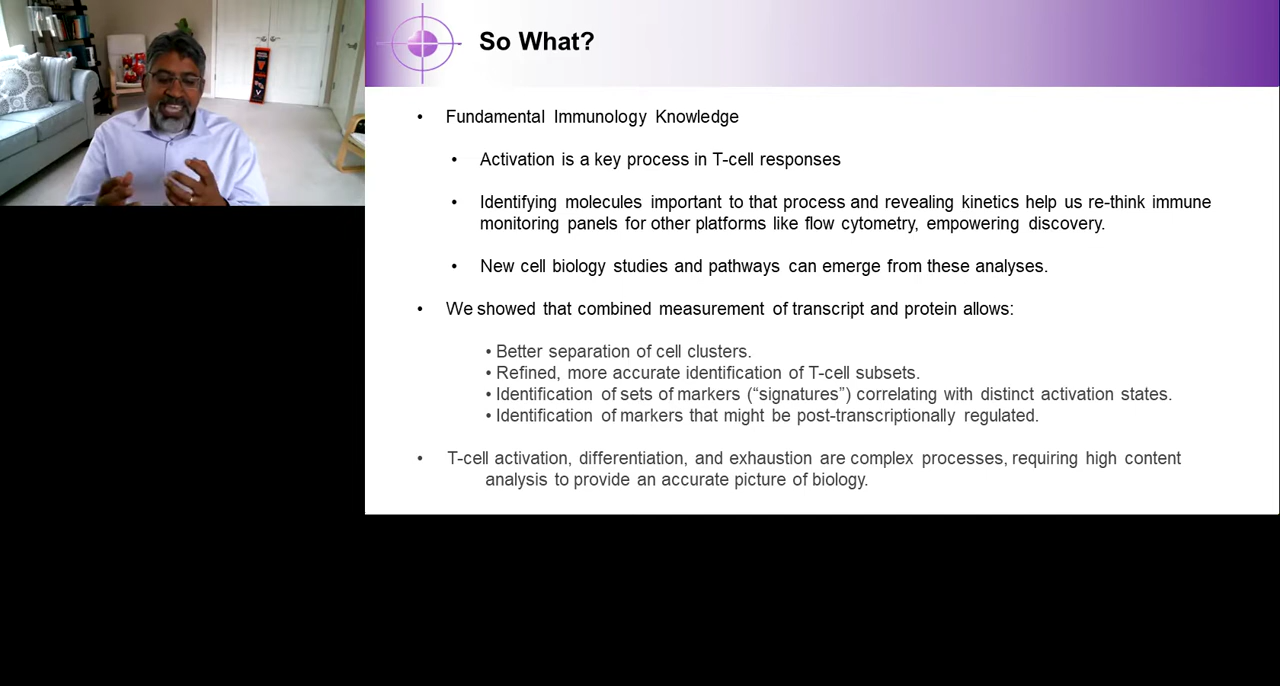 So What?
• Fundamental Immunology Knowledge
• Activation is a key process in T-cell responses
• Identifying molecules important to that process and revealing kinetics help us re-think immune
monitoring panels for other platforms like flow cytometry, empowering discovery.
• New cell biology studies and pathways can emerge from these analyses.
• We showed that combined measurement of transcript and protein allows:
• Better separation of cell clusters.
• Refined, more accurate identification of T-cell subsets.
• Identification of sets of markers (“signatures”) correlating with distinct activation states.
• Identification of markers that might be post-transcriptionally regulated.
• T-cell activation, differentiation, and exhaustion are complex processes, requiring high content
analysis to provide an accurate picture of biology.